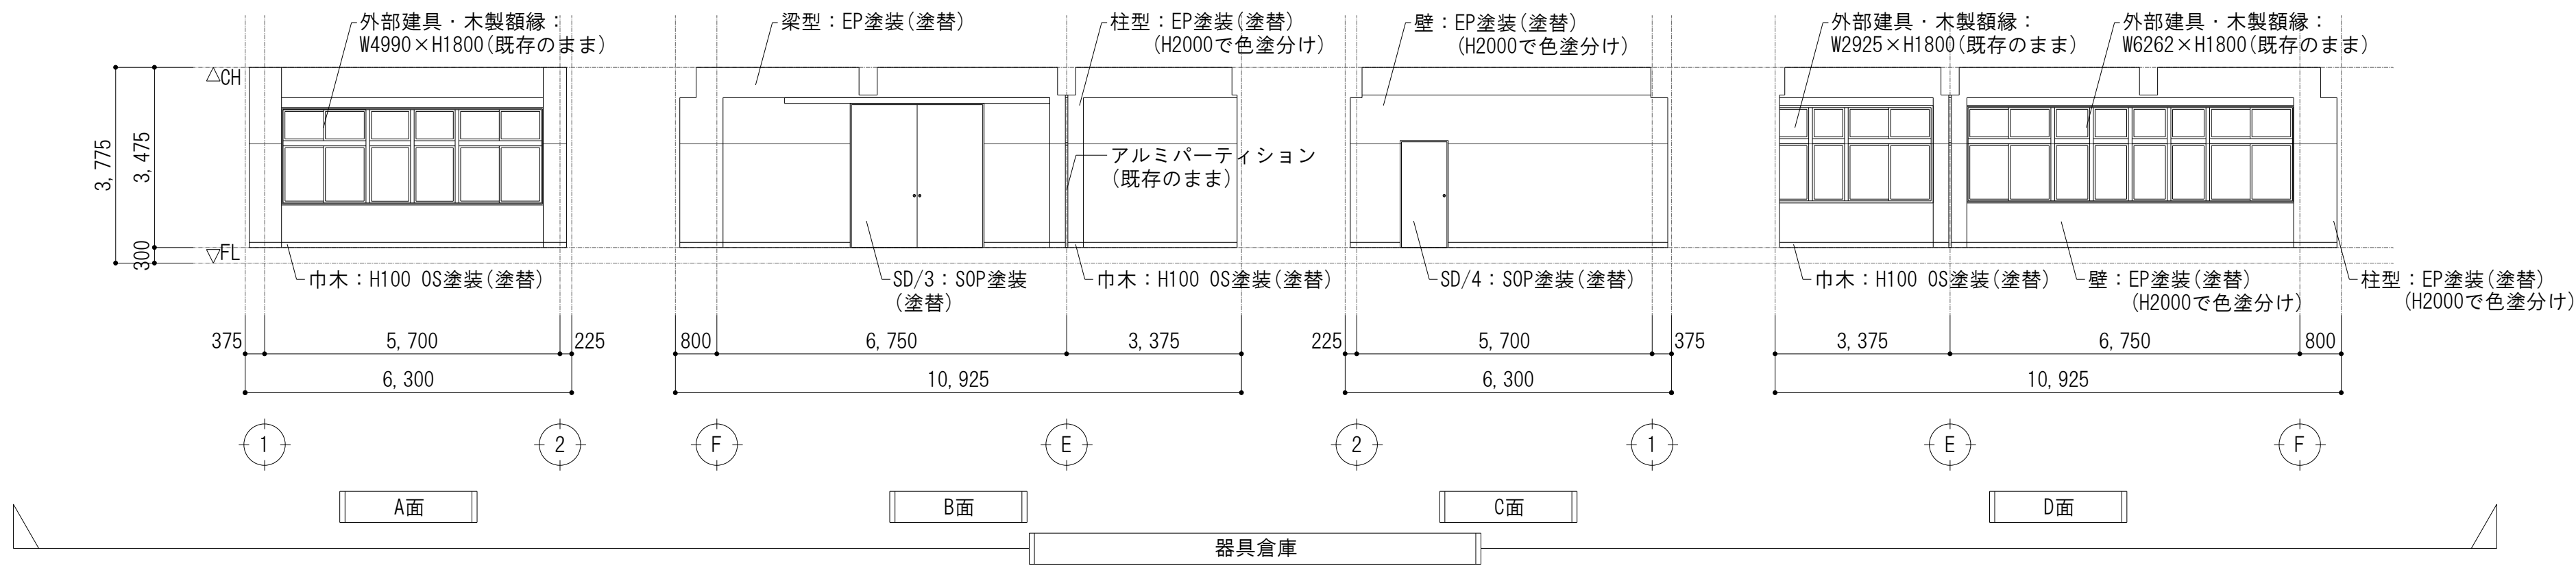 外部建具・木製額縁：
W4990×H1800(既存のまま)
梁型：EP塗装(塗替)
柱型：EP塗装(塗替)
(H2000で色塗分け)
壁：EP塗装(塗替)
(H2000で色塗分け)
外部建具・木製額縁：
W2925×H1800(既存のまま)
外部建具・木製額縁：
W6262×H1800(既存のまま)
△CH
3,775
3,475
300
▽FL
アルミパーティション
(既存のまま)
巾木：H100 OS塗装(塗替)
SD/3：SOP塗装
(塗替)
巾木：H100 OS塗装(塗替)
SD/4：SOP塗装(塗替)
巾木：H100 OS塗装(塗替)
壁：EP塗装(塗替)
(H2000で色塗分け)
柱型：EP塗装(塗替)
(H2000で色塗分け)
375 5,700 225
6,300
800 6,750 3,375
10,925
225 5,700 375
6,300
3,375 6,750 800
10,925
1 2 F E 2 1 E F
A面 B面 C面 D面
器具倉庫